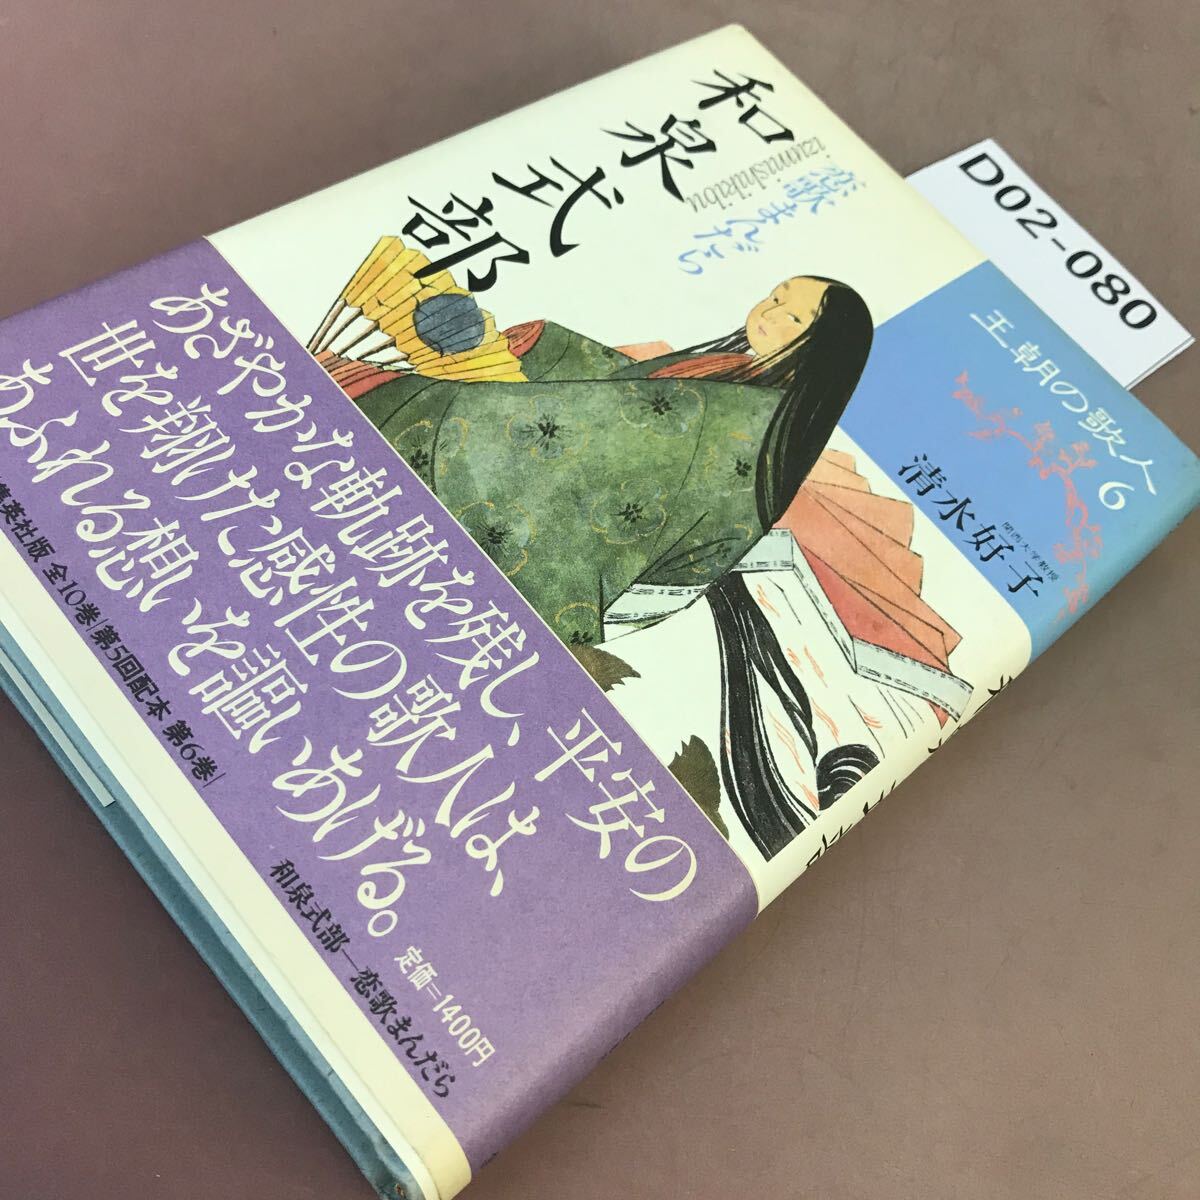 D02-080
王朝の歌人6
関西大学教授
清水好子
恋歌まんだら
izumishikibu
和泉式部
あざやかな軌跡を残し、平安の
世を翔けた感性の歌人は、
あふれる想いを謳いあげる。
定価=1400円
集英社版 全10巻|第5回配本 第6巻|
和泉式部―恋歌まんだら